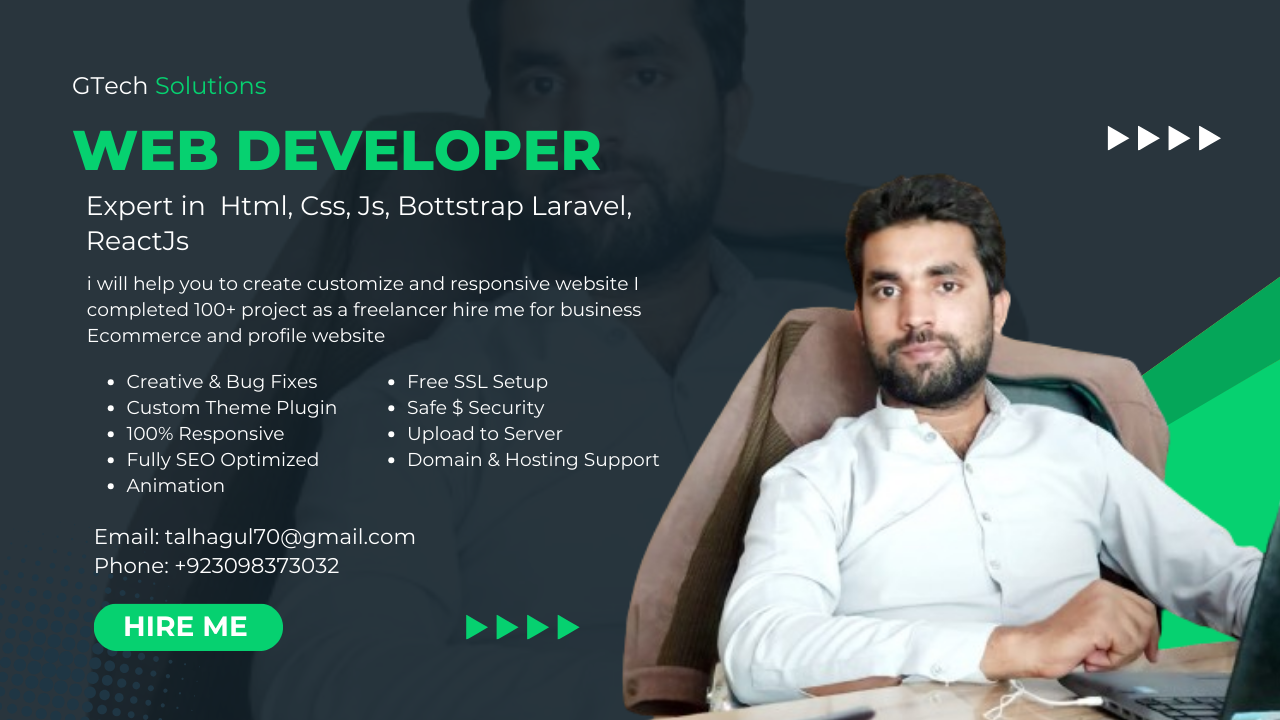 GTech Solutions
WEB DEVELOPER
Expert in Html, Css, Js, Bottstrap Laravel,
ReactJs
i will help you to create customize and responsive website I
completed 100+ project as a freelancer hire me for business
Ecommerce and profile website
Creative & Bug Fixes
Custom Theme Plugin
100% Responsive
Fully SEO Optimized
Animation
Free SSL Setup
Safe $ Security
Upload to Server
Domain & Hosting Support
Email: talhagul70@gmail.com
Phone: +923098373032
HIRE ME